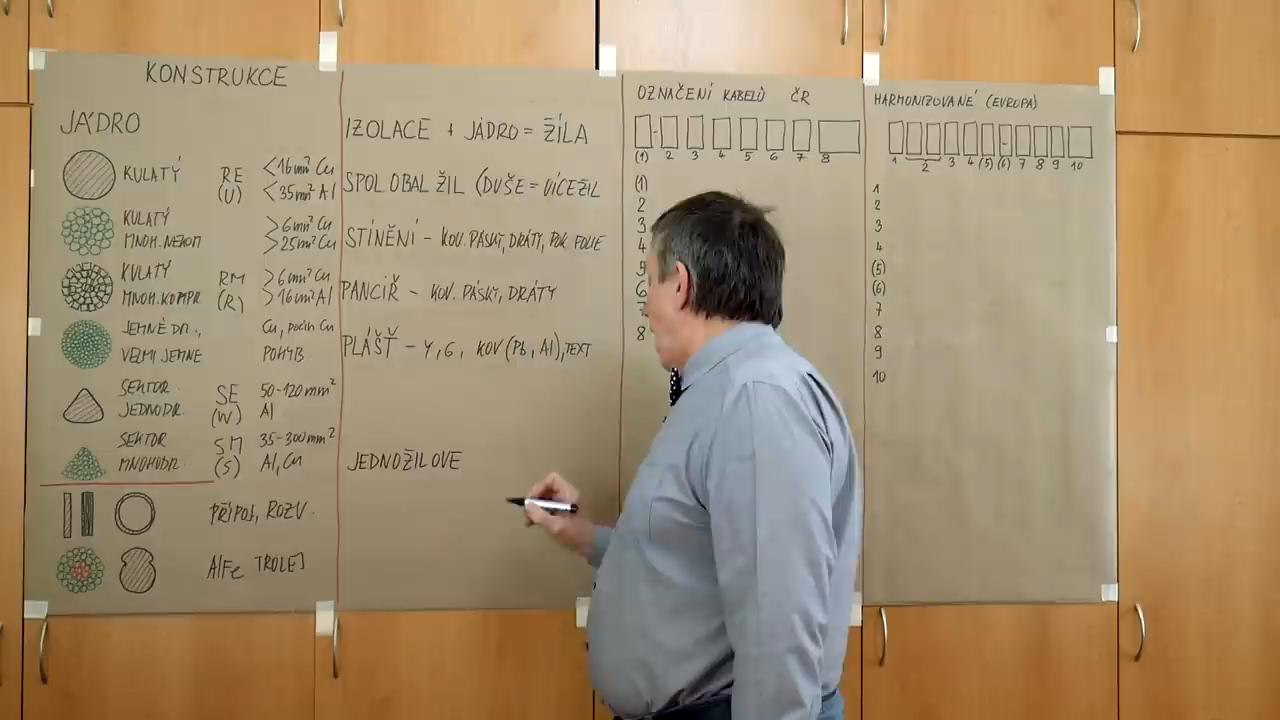 KONSTRUKCE
JÁDRO
KULATÝ RE <16mm² Cu
(U) <35mm² Al
KULATÝ >6mm² Cu
MNOH. NEKOM >25mm² Cu
KULATÝ RM >6mm² Cu
MNOH. KOMPR (R) >16mm² Al
JEMNĚ DR., Cu, pocín Cu
VELMI JEMNE POHYB.
SEKTOR. SE 50-120mm²
JEDNODR. (W) Al
SEKTOR SM 35-300mm²
MNOHODR. (S) Al, Cu
PŘÍPOJ, ROZV.
AlFe TROLEJ
IZOLACE + JÁDRO = ŽÍLA
SPOL. OBAL ŽIL (DUŠE = VÍCEŽIL
STÍNĚNÍ - KOV. PÁSKY, DRÁTY, POK. FOLIE
PANCÍŘ - KOV. PÁSKY, DRÁTY
PLÁŠŤ - Y, G, KOV (Pb, Al), TEXT
JEDNOŽILOVE
OZNAČENÍ KABELŮ ČR
(1) - 2 3 4 5 6 7 8
(1)
2
3
4
5
6
7
8
HARMONIZOVANÉ (EVROPA)
-
1 2 3 4 (5) (6) 7 8 9 10
1
2
3
4
(5)
(6)
7
8
9
10